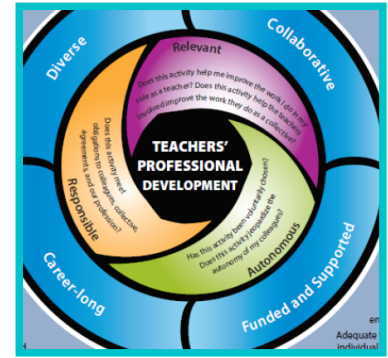 Diverse
Collaborative
Relevant
Does this activity help me improve the work I do in my
role as a teacher? Does this activity help the teachers
involved improve the work they do as a collective?
TEACHERS'
PROFESSIONAL
DEVELOPMENT
Does this activity meet
obligations to colleagues, collective
agreements, and our profession?
Responsible
Has this activity been voluntarily chosen?
Does this activity jeopardize the
autonomy of my colleagues?
Autonomous
Career-long
Funded and Supported
en
Adequate
individual